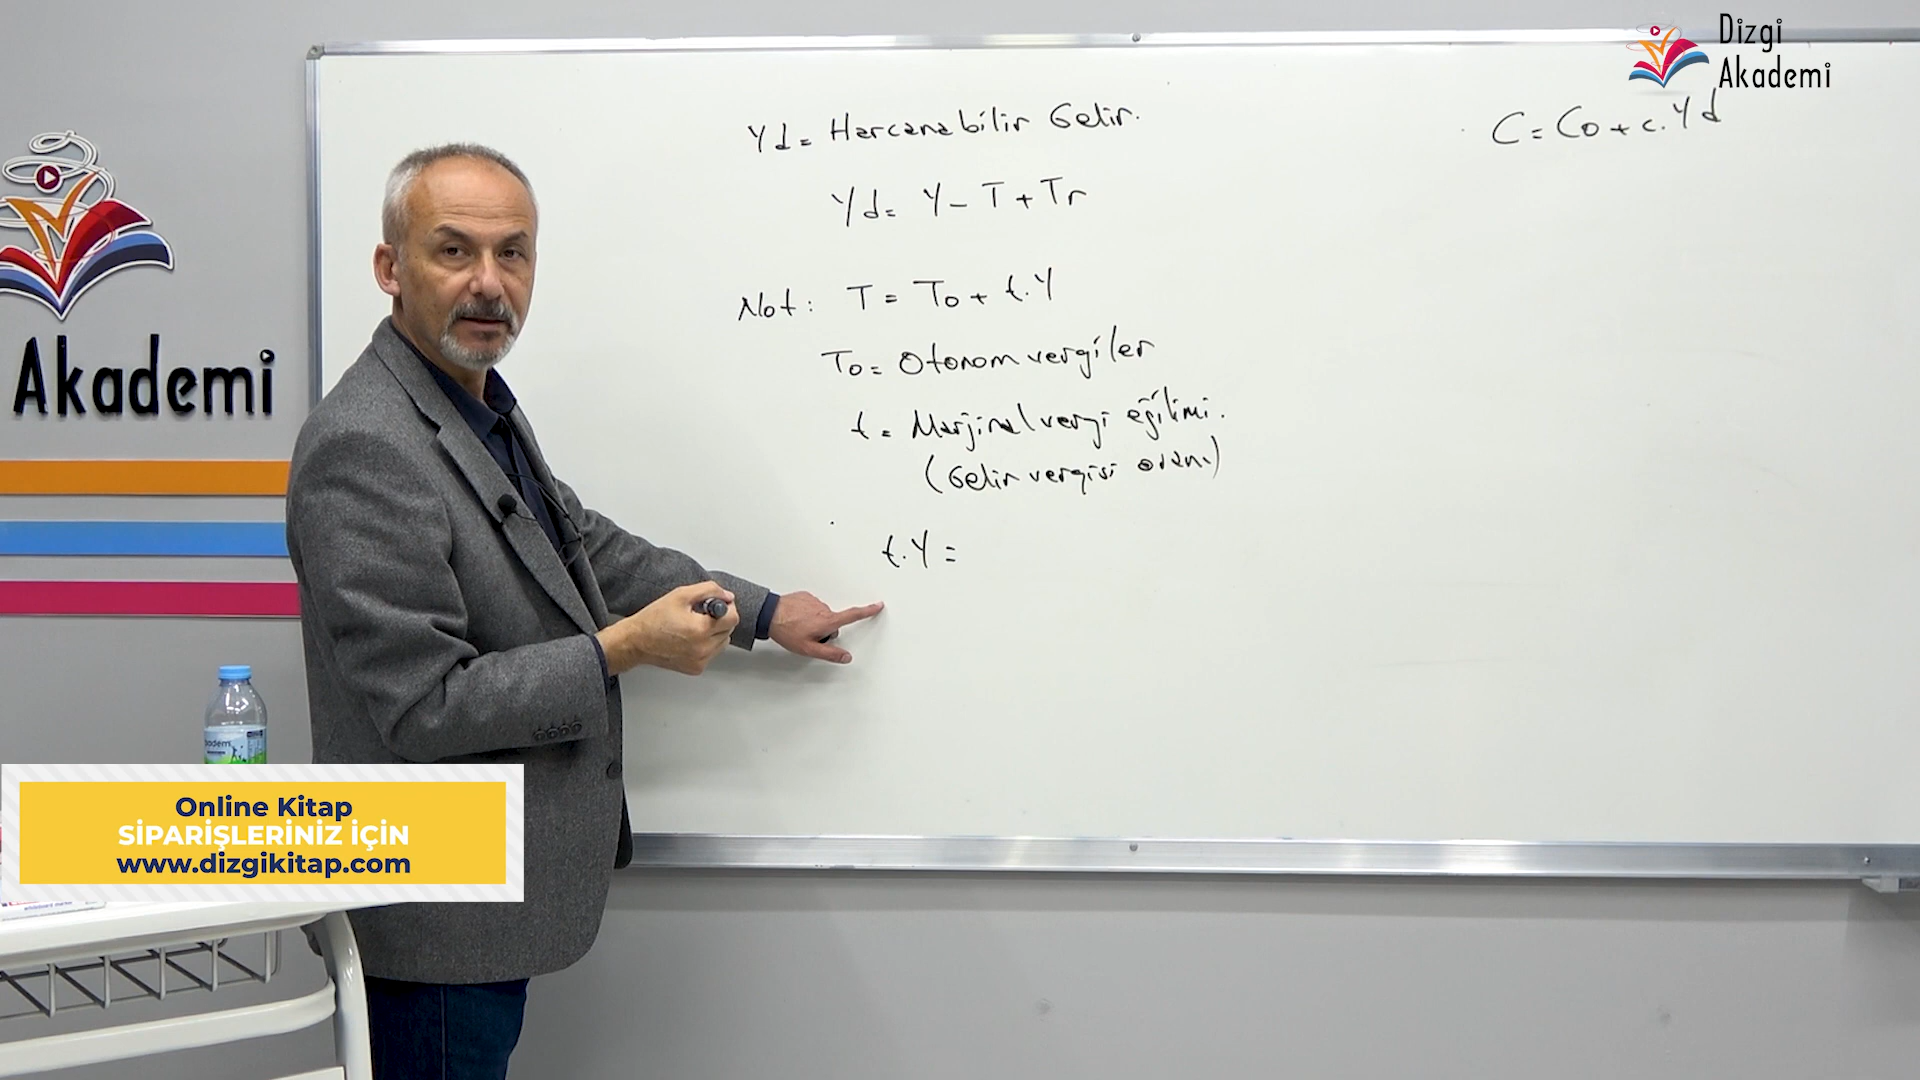 Dizgi
Akademi
Yd = Harcanabilir Gelir.
C = Co + c.Yd
Yd = Y - T + Tr
Not: T = To + t.Y
To = Otonom vergiler
t = Marjinal vergi eğilimi.
(Gelir vergisi oranı)
t.Y =
Akademi
Online Kitap
SİPARİŞLERİNİZ İÇİN
www.dizgikitap.com